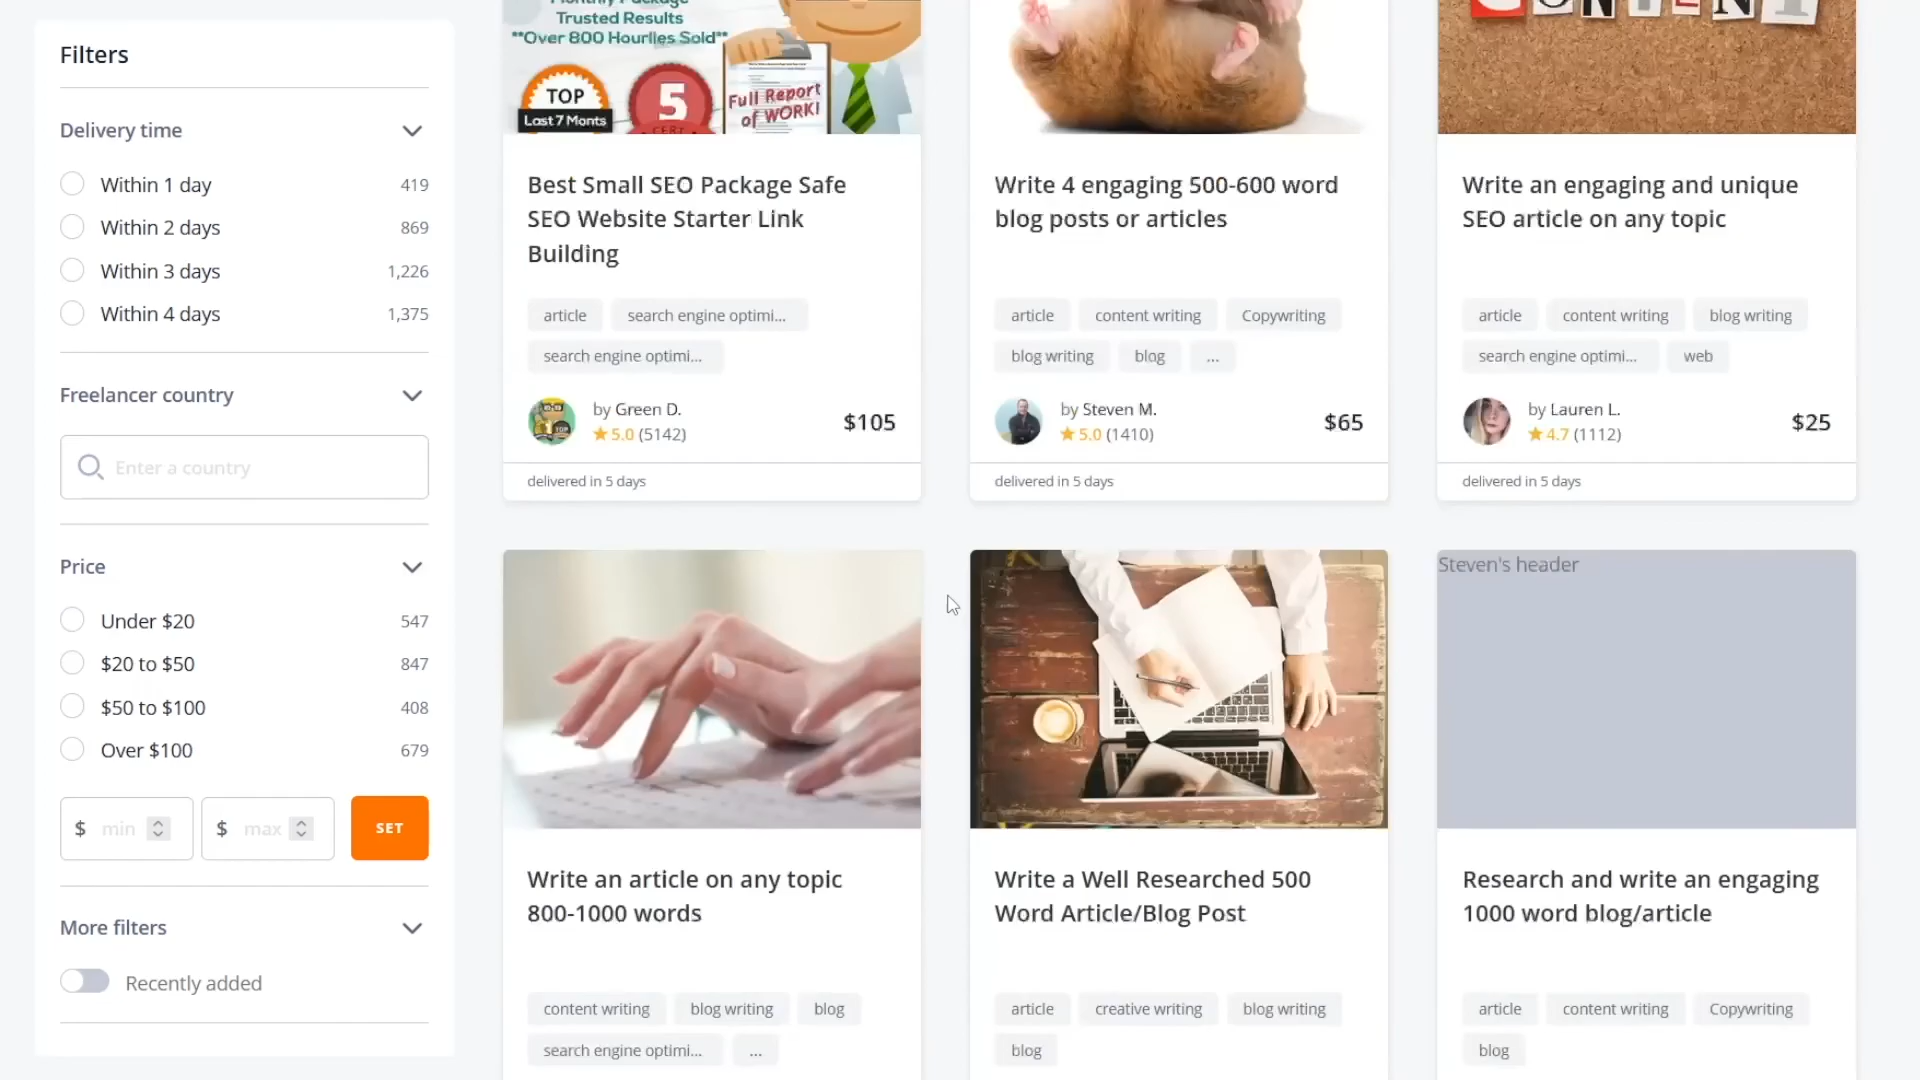 Filters
Delivery time
Within 1 day 419
Within 2 days 869
Within 3 days 1,226
Within 4 days 1,375
Freelancer country
Enter a country
Price
Under $20 547
$20 to $50 847
$50 to $100 408
Over $100 679
$ min $ max SET
More filters
Recently added
Monthly Package
Trusted Results
**Over 800 Hourlies Sold**
TOP
Last 7 Monts
5
CERT
Full Report
of WORK!
Best Small SEO Package Safe
SEO Website Starter Link
Building
article search engine optimi...
search engine optimi...
by Green D.
5.0 (5142)
$105
delivered in 5 days
Write 4 engaging 500-600 word
blog posts or articles
article content writing Copywriting
blog writing blog ...
by Steven M.
5.0 (1410)
$65
delivered in 5 days
CONTENT
Write an engaging and unique
SEO article on any topic
article content writing blog writing
search engine optimi... web
by Lauren L.
4.7 (1112)
$25
delivered in 5 days
Write an article on any topic
800-1000 words
content writing blog writing blog
search engine optimi... ...
Write a Well Researched 500
Word Article/Blog Post
article creative writing blog writing
blog
Steven's header
Research and write an engaging
1000 word blog/article
article content writing Copywriting
blog